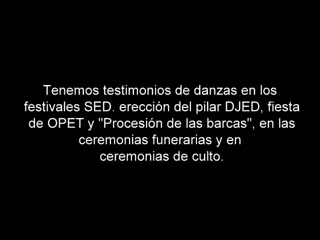 Tenemos testimonios de danzas en los
festivales SED. erección del pilar DJED, fiesta
de OPET y "Procesión de las barcas", en las
ceremonias funerarias y en
ceremonias de culto.